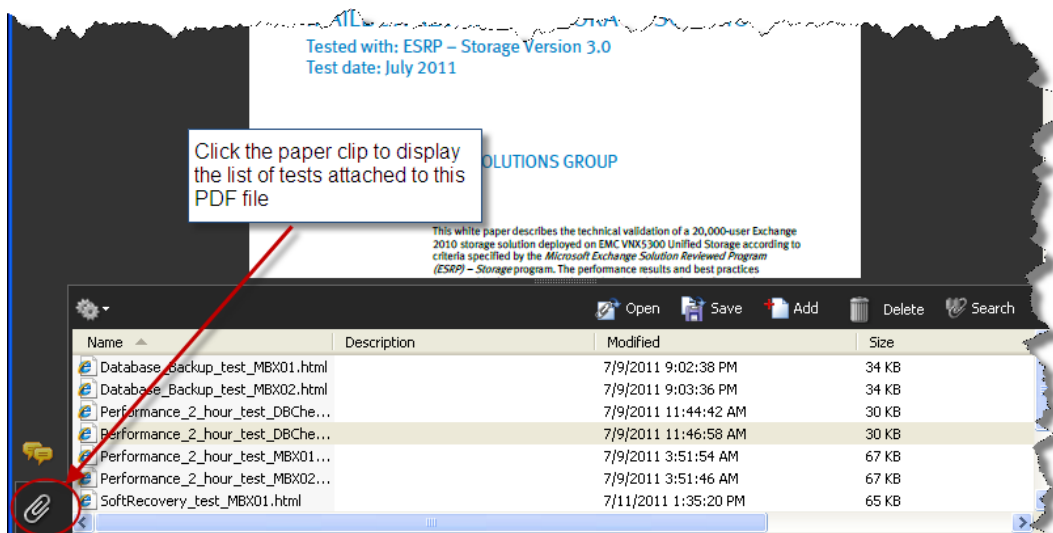 Tested with: ESRP – Storage Version 3.0
Test date: July 2011
Click the paper clip to display
the list of tests attached to this
PDF file
OLUTIONS GROUP
This white paper describes the technical validation of a 20,000-user Exchange
2010 storage solution deployed on EMC VNX5300 Unified Storage according to
criteria specified by the Microsoft Exchange Solution Reviewed Program
(ESRP) – Storage program. The performance results and best practices
Open Save Add Delete Search
Name Description Modified Size
Database_Backup_test_MBX01.html 7/9/2011 9:02:38 PM 34 KB
Database_Backup_test_MBX02.html 7/9/2011 9:03:36 PM 34 KB
Performance_2_hour_test_DBChe... 7/9/2011 11:44:42 AM 30 KB
Performance_2_hour_test_DBChe... 7/9/2011 11:46:58 AM 30 KB
Performance_2_hour_test_MBX01... 7/9/2011 3:51:54 AM 67 KB
Performance_2_hour_test_MBX02... 7/9/2011 3:51:46 AM 67 KB
SoftRecovery_test_MBX01.html 7/11/2011 1:35:20 PM 65 KB